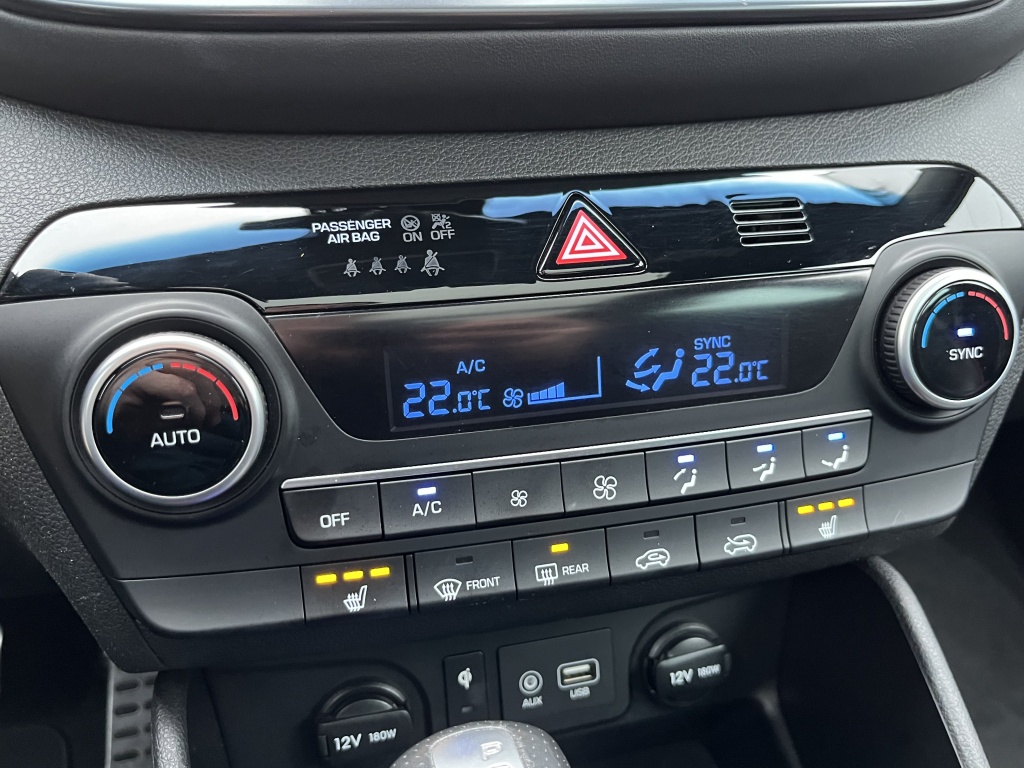 PASSENGER
AIR BAG
ON
OFF
2
A/C
22.0°C
SYNC
22.0°C
AUTO
SYNC
OFF
A/C
FRONT
REAR
AUX
USB
12V 180W
12V 180W